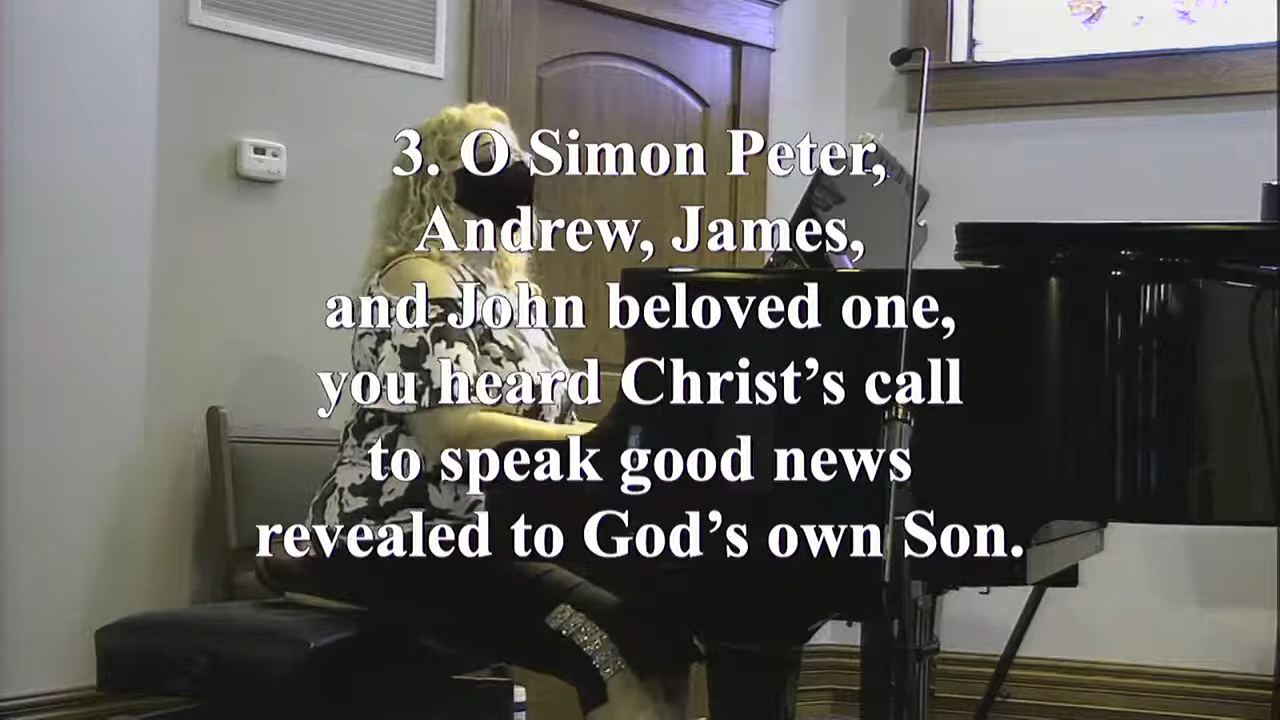 3. O Simon Peter,
Andrew, James,
and John beloved one,
you heard Christ’s call
to speak good news
revealed to God’s own Son.